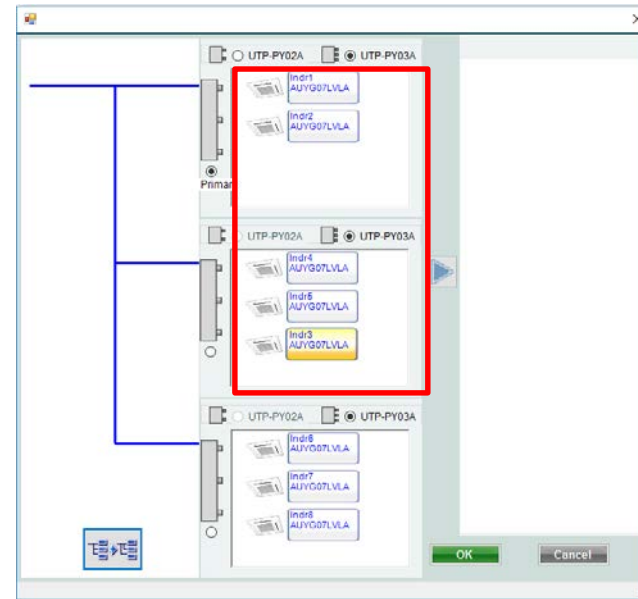 UTP-PY02A UTP-PY03A
Indr1
AUYG07LVLA
Indr2
AUYG07LVLA
Primar
UTP-PY02A UTP-PY03A
Indr4
AUYG07LVLA
Indr5
AUYG07LVLA
Indr3
AUYG07LVLA
UTP-PY02A UTP-PY03A
Indr6
AUYG07LVLA
Indr7
AUYG07LVLA
Indr8
AUYG07LVLA
OK Cancel